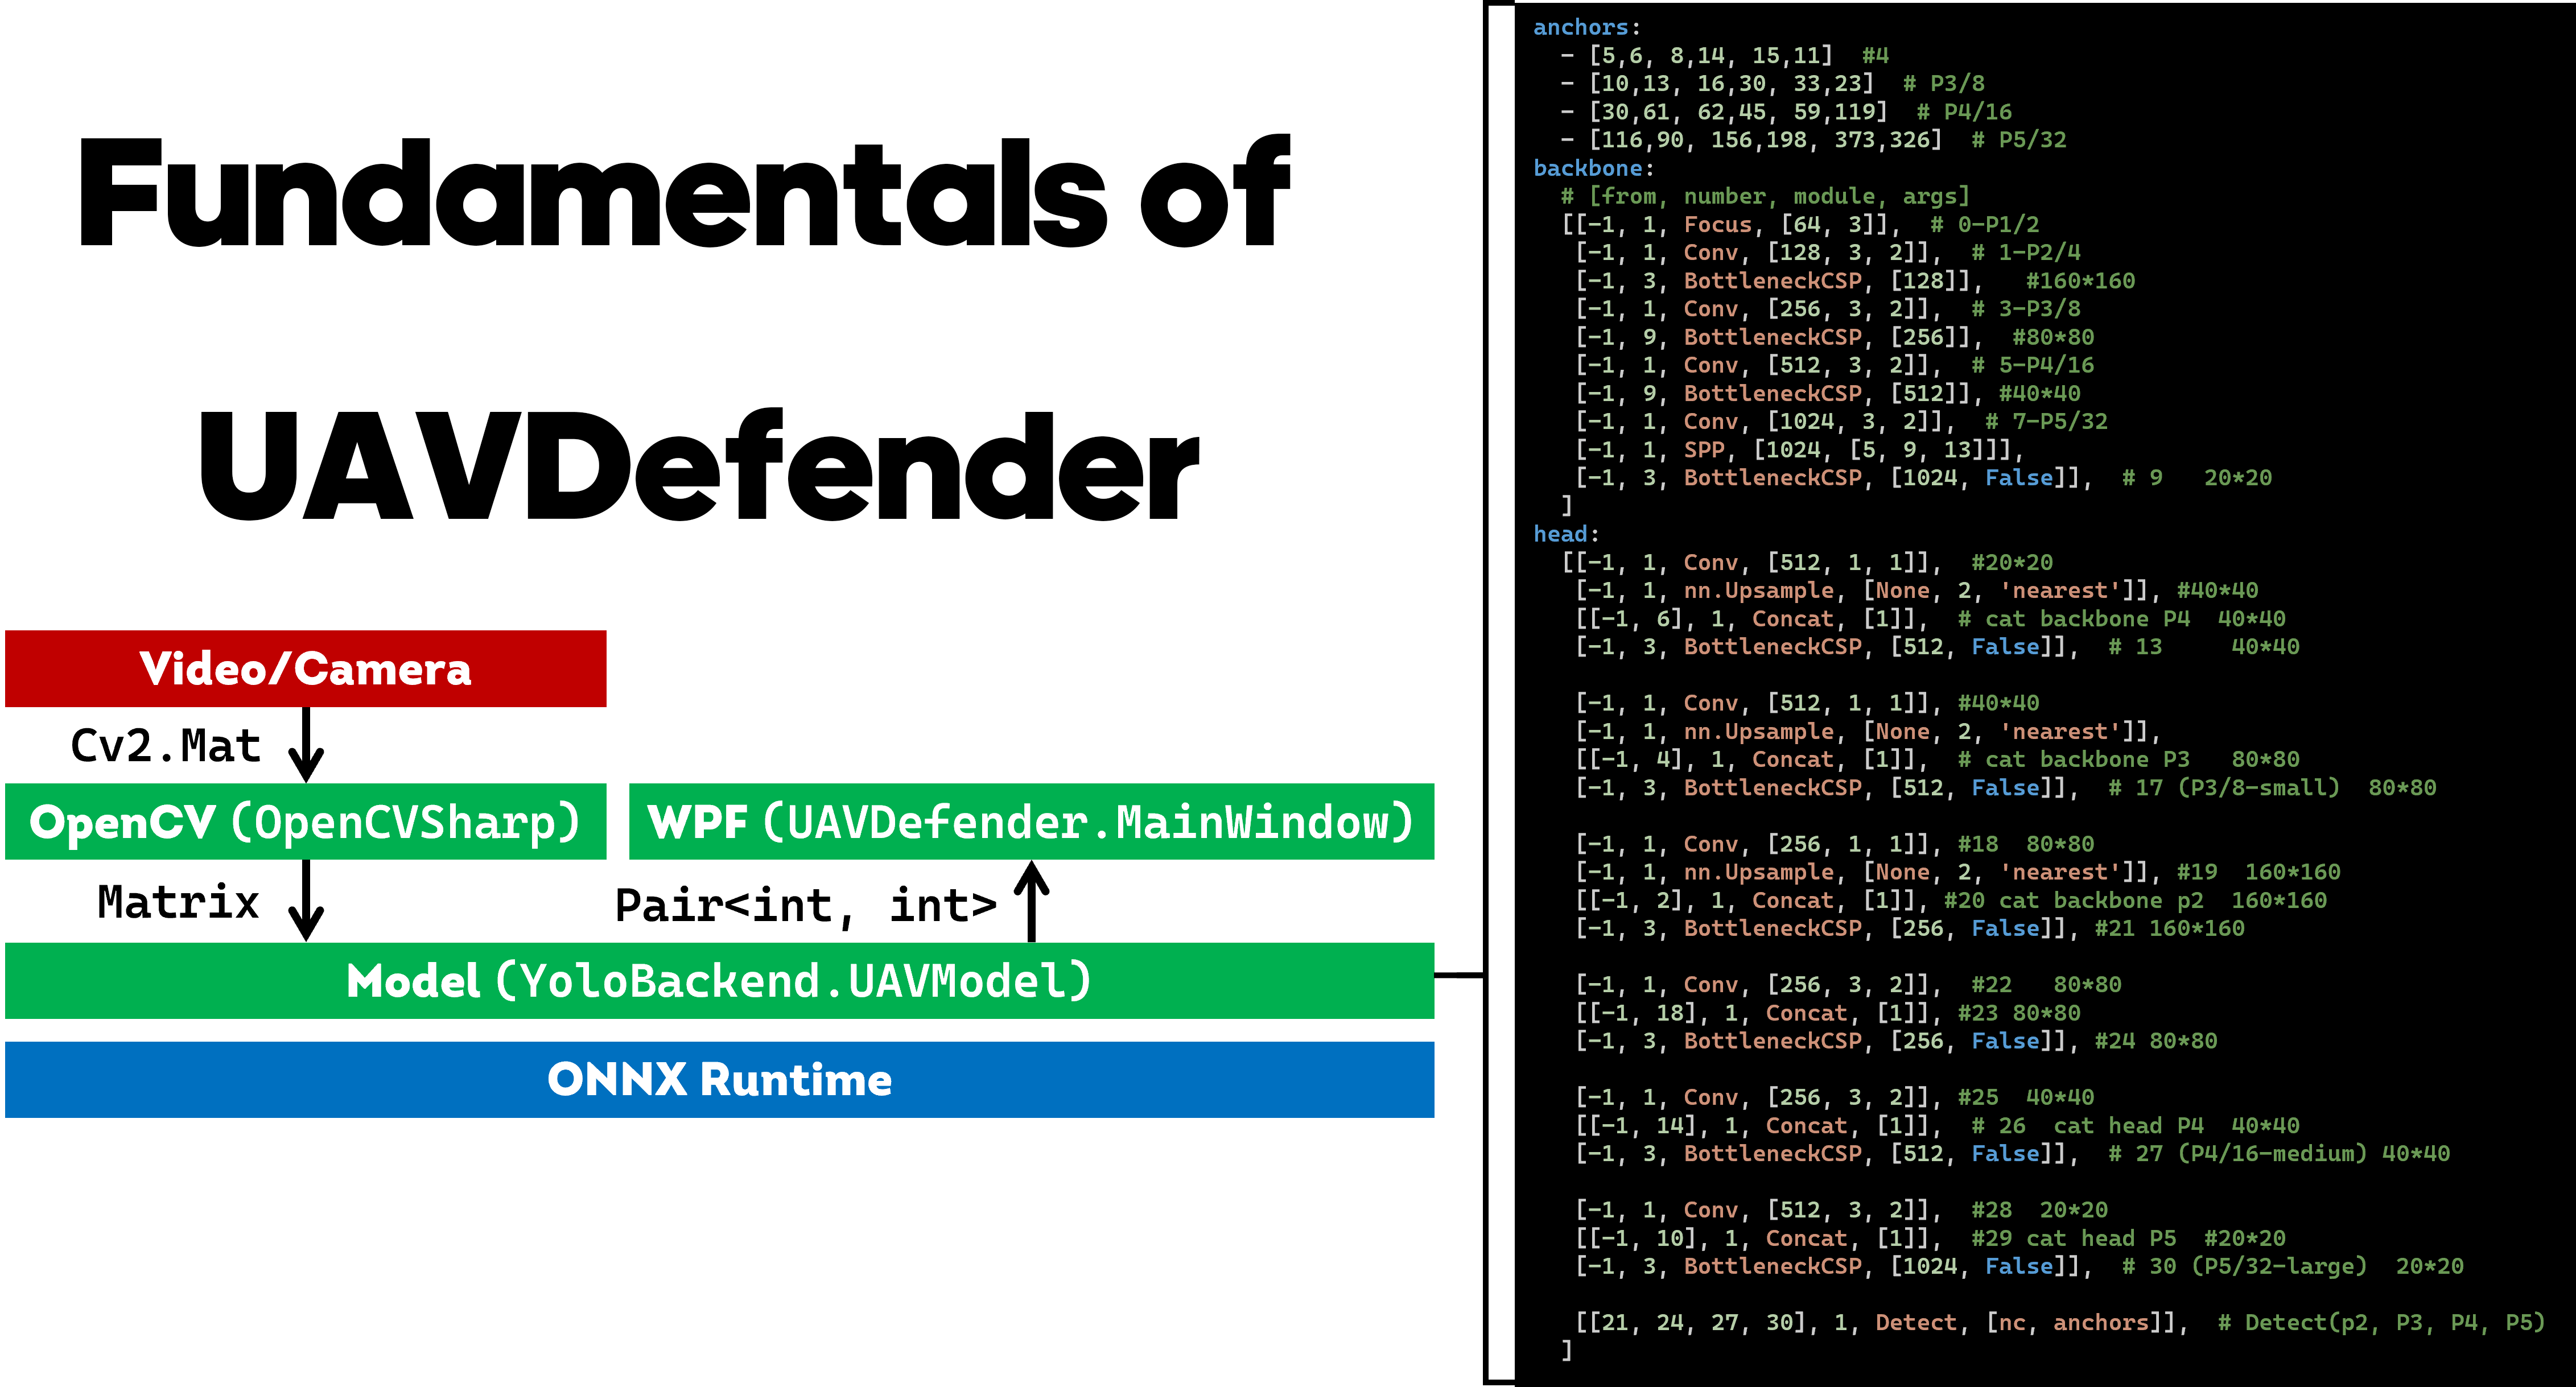 Fundamentals of
UAVDefender
Video/Camera
Cv2.Mat
OpenCV (OpenCVSharp)
WPF (UAVDefender.MainWindow)
Matrix
Pair<int, int>
Model (YoloBackend.UAVModel)
ONNX Runtime
anchors:
  - [5,6, 8,14, 15,11]  #4
  - [10,13, 16,30, 33,23]  # P3/8
  - [30,61, 62,45, 59,119]  # P4/16
  - [116,90, 156,198, 373,326]  # P5/32
backbone:
  # [from, number, module, args]
  [[-1, 1, Focus, [64, 3]],  # 0-P1/2
   [-1, 1, Conv, [128, 3, 2]],  # 1-P2/4
   [-1, 3, BottleneckCSP, [128]],   #160*160
   [-1, 1, Conv, [256, 3, 2]],  # 3-P3/8
   [-1, 9, BottleneckCSP, [256]],  #80*80
   [-1, 1, Conv, [512, 3, 2]],  # 5-P4/16
   [-1, 9, BottleneckCSP, [512]], #40*40
   [-1, 1, Conv, [1024, 3, 2]],  # 7-P5/32
   [-1, 1, SPP, [1024, [5, 9, 13]]],
   [-1, 3, BottleneckCSP, [1024, False]],  # 9   20*20
  ]
head:
  [[-1, 1, Conv, [512, 1, 1]],  #20*20
   [-1, 1, nn.Upsample, [None, 2, 'nearest']], #40*40
   [[-1, 6], 1, Concat, [1]],  # cat backbone P4  40*40
   [-1, 3, BottleneckCSP, [512, False]],  # 13     40*40
   [-1, 1, Conv, [512, 1, 1]], #40*40
   [-1, 1, nn.Upsample, [None, 2, 'nearest']],
   [[-1, 4], 1, Concat, [1]],  # cat backbone P3   80*80
   [-1, 3, BottleneckCSP, [512, False]],  # 17 (P3/8-small)  80*80
   [-1, 1, Conv, [256, 1, 1]], #18  80*80
   [-1, 1, nn.Upsample, [None, 2, 'nearest']], #19  160*160
   [[-1, 2], 1, Concat, [1]], #20 cat backbone p2  160*160
   [-1, 3, BottleneckCSP, [256, False]], #21 160*160
   [-1, 1, Conv, [256, 3, 2]],  #22   80*80
   [[-1, 18], 1, Concat, [1]], #23 80*80
   [-1, 3, BottleneckCSP, [256, False]], #24 80*80
   [-1, 1, Conv, [256, 3, 2]], #25  40*40
   [[-1, 14], 1, Concat, [1]],  # 26  cat head P4  40*40
   [-1, 3, BottleneckCSP, [512, False]],  # 27 (P4/16-medium) 40*40
   [-1, 1, Conv, [512, 3, 2]],  #28  20*20
   [[-1, 10], 1, Concat, [1]],  #29 cat head P5  #20*20
   [-1, 3, BottleneckCSP, [1024, False]],  # 30 (P5/32-large)  20*20
   [[21, 24, 27, 30], 1, Detect, [nc, anchors]],  # Detect(p2, P3, P4, P5)
  ]